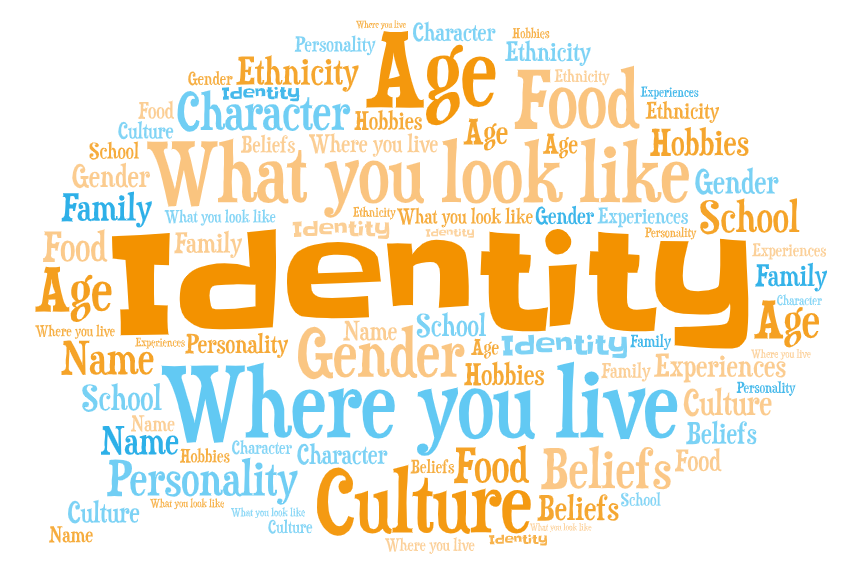 Where you live
Character
Hobbies
Personality
Age
Ethnicity
Gender
Ethnicity
Food
Ethnicity
Identity
Experiences
Food
Character
Hobbies
Ethnicity
Culture
Age
Hobbies
School
Beliefs
Where you live
Age
Gender
What you look like
Gender
Family
What you look like
Ethnicity
What you look like
Gender
Experiences
School
Identity
Identity
Personality
Food
Family
Identity
Experiences
Age
Family
Character
Where you live
Name
School
Age
Experiences
Personality
Gender
Age
Identity
Family
Where you live
Name
Hobbies
Family
Experiences
School
Where you live
Personality
Culture
Name
Name
Beliefs
Hobbies
Character
Character
Personality
Beliefs
Food
Beliefs
Food
What you look like
Culture
Beliefs
School
Culture
What you look like
Culture
What you look like
Name
Where you live
Identity